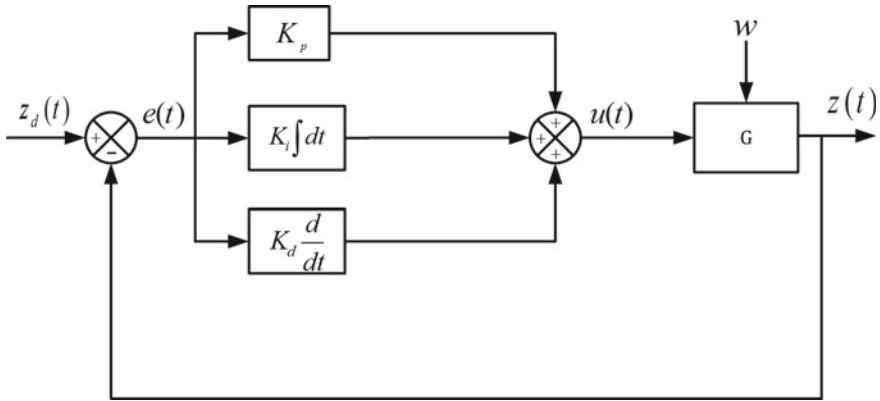 K_p
w
z_d(t)
+
-
e(t)
K_i∫dt
+
+
+
u(t)
G
z(t)
K_d d/dt